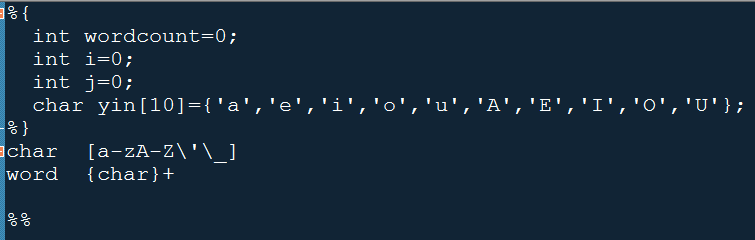 %{
int wordcount=0;
int i=0;
int j=0;
char yin[10]={'a','e','i','o','u','A','E','I','O','U'};
%}
char [a-zA-Z\'\_]
word {char}+
%%